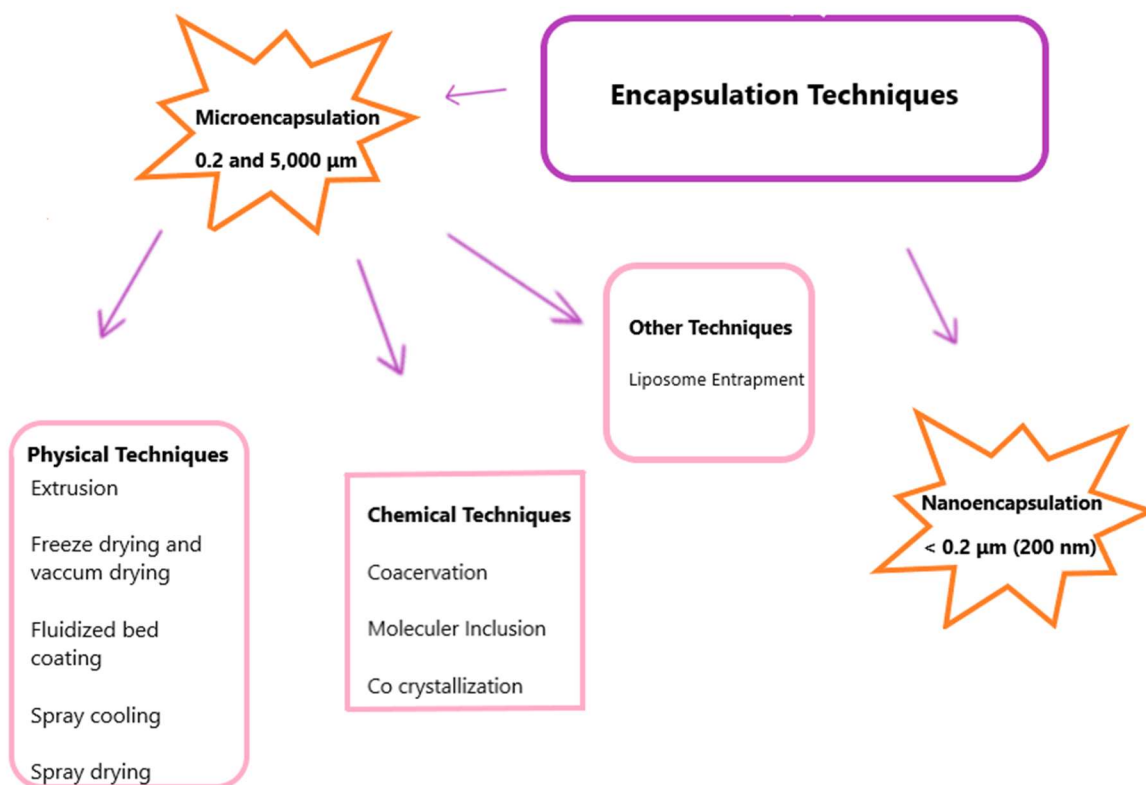 Encapsulation Techniques
Microencapsulation
0.2 and 5,000 µm
Other Techniques
Liposome Entrapment
Physical Techniques
Extrusion
Freeze drying and
vaccum drying
Fluidized bed
coating
Spray cooling
Spray drying
Chemical Techniques
Coacervation
Moleculer Inclusion
Co crystallization
Nanoencapsulation
< 0.2 µm (200 nm)